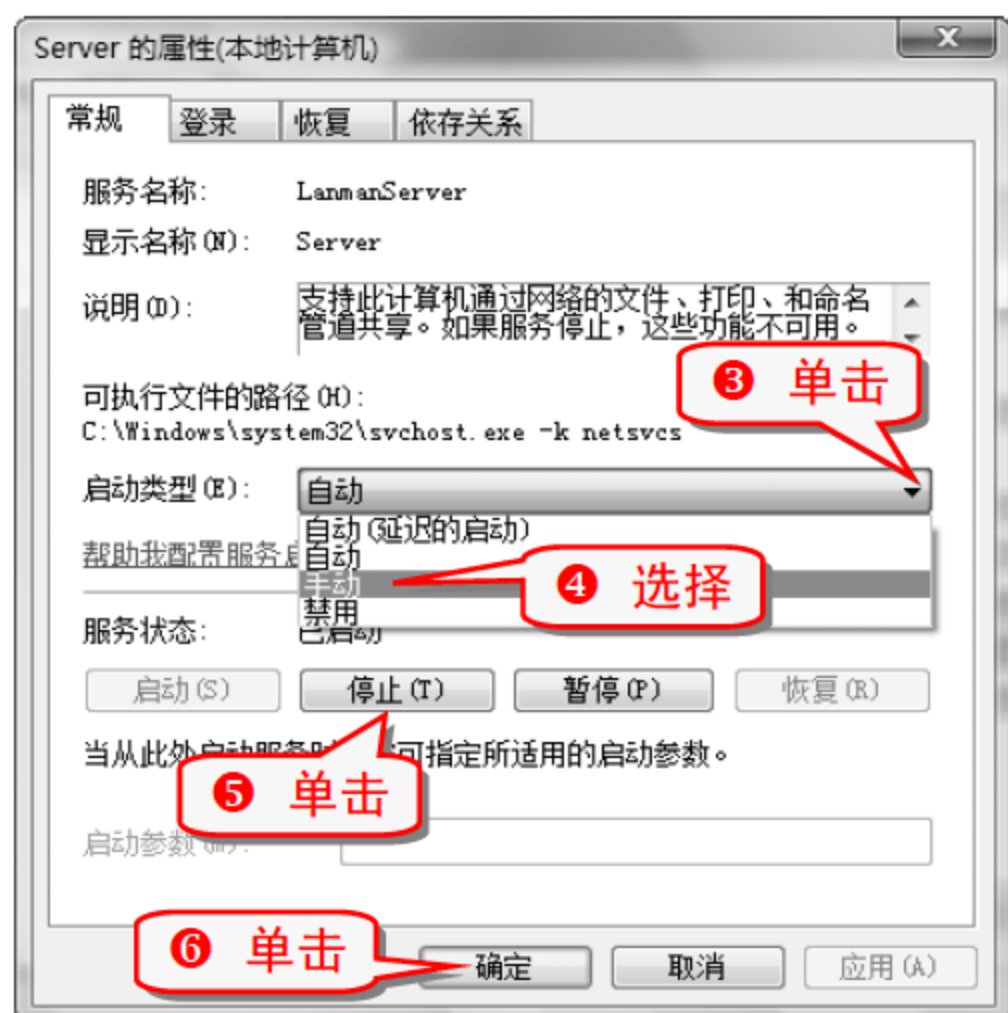 Server 的属性(本地计算机)
常规 登录 恢复 依存关系
服务名称: LanmanServer
显示名称(N): Server
说明(D): 支持此计算机通过网络的文件、打印、和命名
管道共享。如果服务停止，这些功能不可用。
❸ 单击
可执行文件的路径(H):
C:\Windows\system32\svchost.exe -k netsvcs
启动类型(E): 自动
自动(延迟的启动)
帮助我配置服务
自动
手动
❹ 选择
禁用
服务状态: 已启动
启动(S) 停止(T) 暂停(P) 恢复(R)
当从此处启动服务时 可指定所适用的启动参数。
❺ 单击
启动参数
❻ 单击
确定 取消 应用(A)